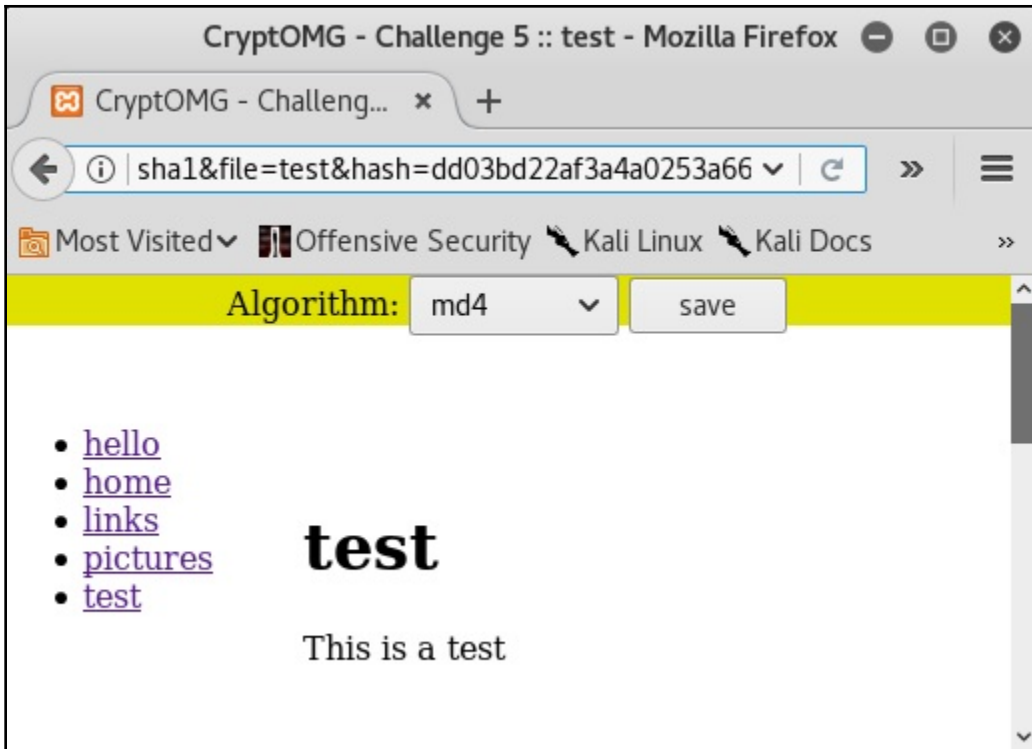 CryptOMG - Challenge 5 :: test - Mozilla Firefox
CryptOMG - Challeng...
sha1&file=test&hash=dd03bd22af3a4a0253a66
Most Visited Offensive Security Kali Linux Kali Docs »
Algorithm: md4 save
hello
home
links
pictures
test
test
This is a test